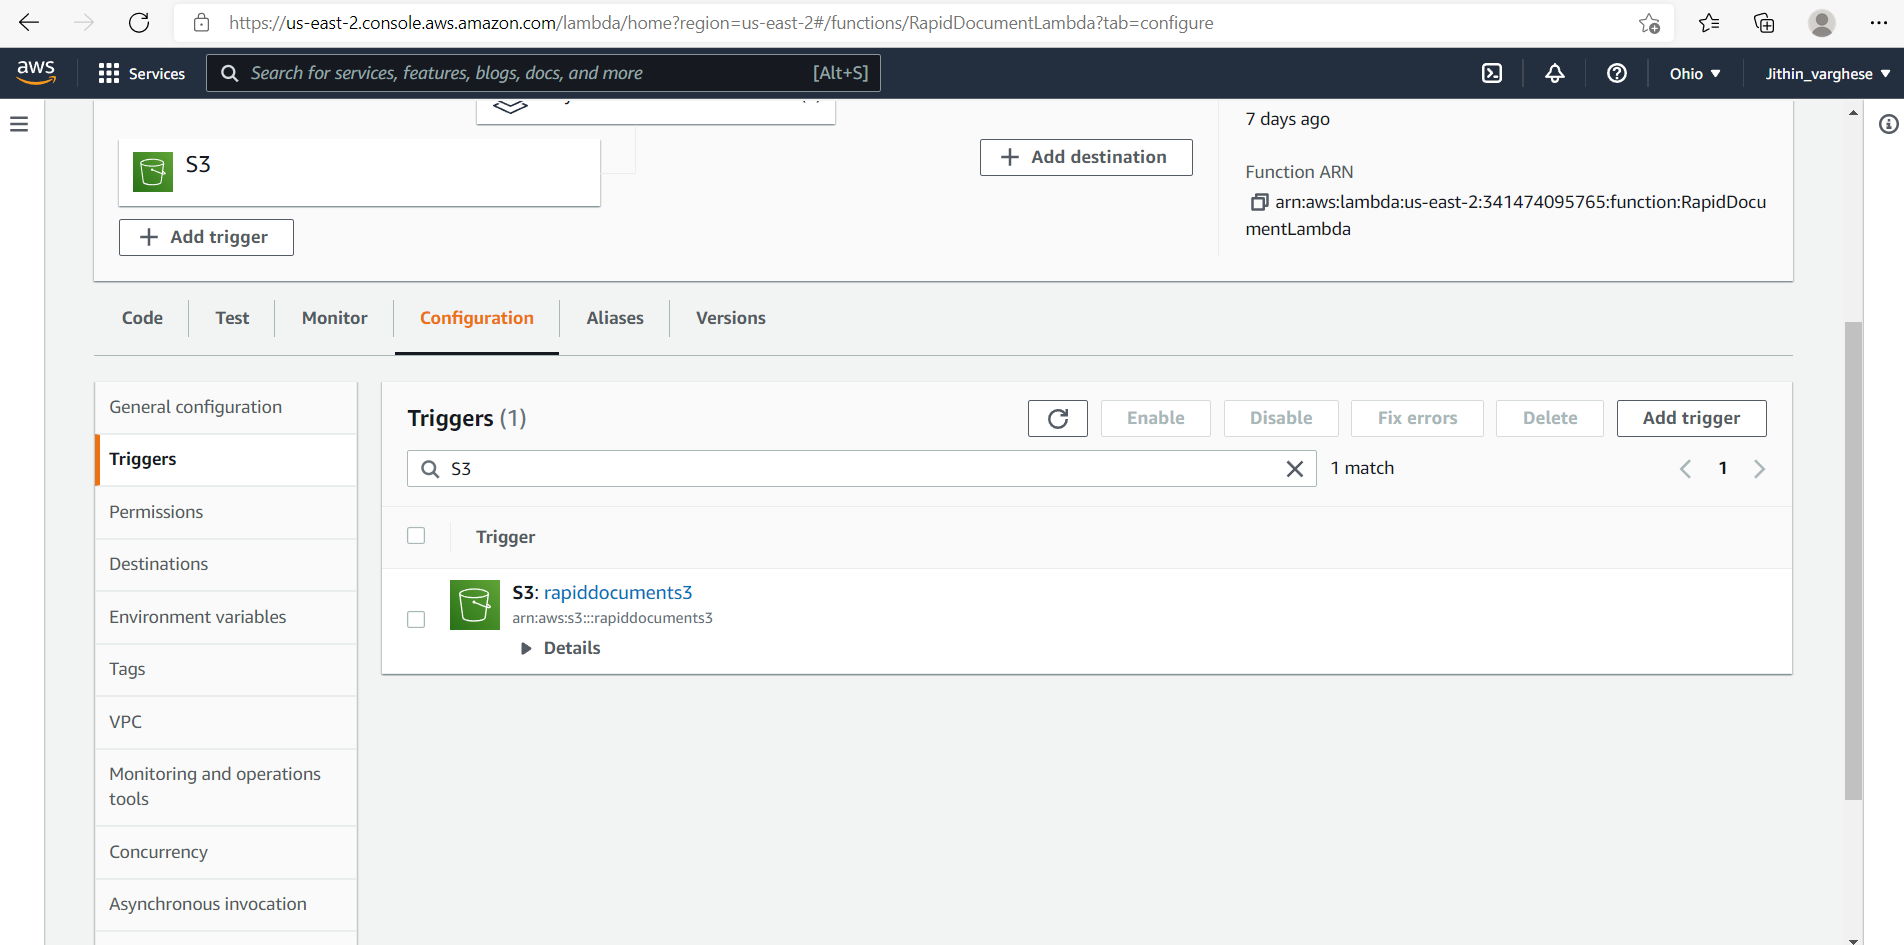 https://us-east-2.console.aws.amazon.com/lambda/home?region=us-east-2#/functions/RapidDocumentLambda?tab=configure
aws
Services
Search for services, features, blogs, docs, and more
[Alt+S]
Ohio
Jithin_varghese
7 days ago
S3
Add destination
Function ARN
arn:aws:lambda:us-east-2:341474095765:function:RapidDocu
mentLambda
Add trigger
Code
Test
Monitor
Configuration
Aliases
Versions
General configuration
Triggers
Permissions
Destinations
Environment variables
Tags
VPC
Monitoring and operations
tools
Concurrency
Asynchronous invocation
Triggers (1)
Enable
Disable
Fix errors
Delete
Add trigger
S3
1 match
1
Trigger
S3: rapiddocuments3
arn:aws:s3:::rapiddocuments3
Details